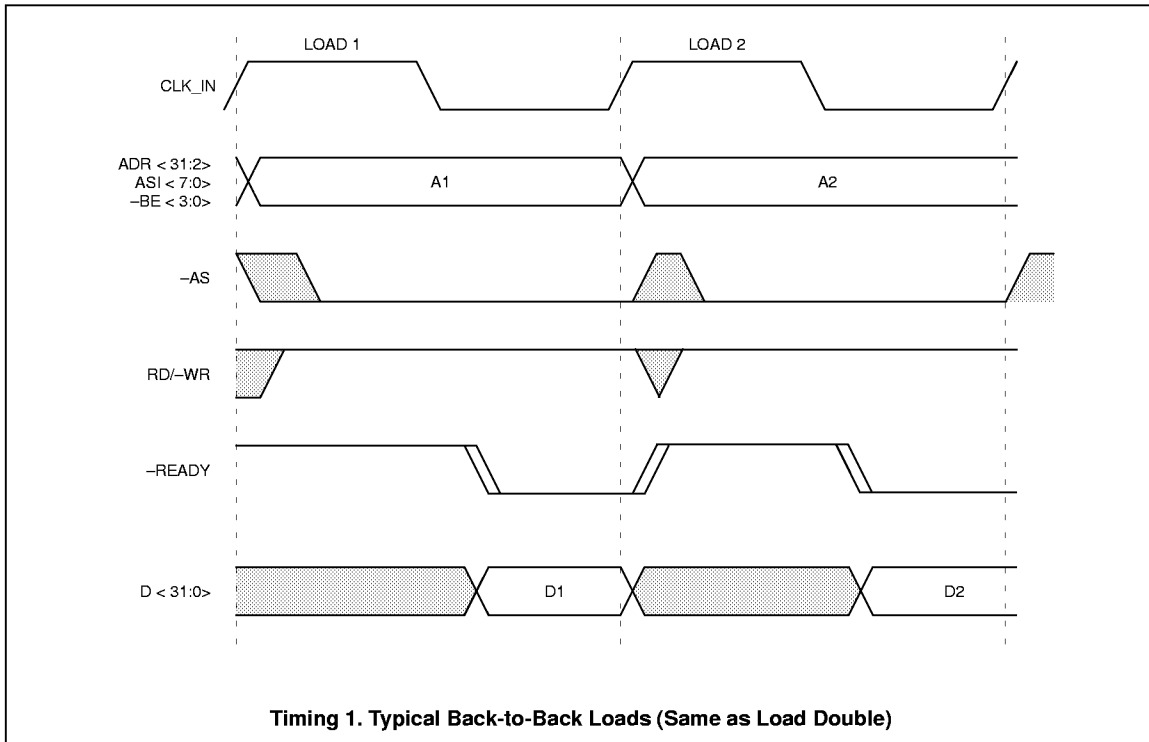 LOAD 1
LOAD 2
CLK_IN
ADR < 31:2>
ASI < 7:0>
–BE < 3:0>
A1
A2
–AS
RD/–WR
–READY
D < 31:0>
D1
D2
Timing 1. Typical Back-to-Back Loads (Same as Load Double)